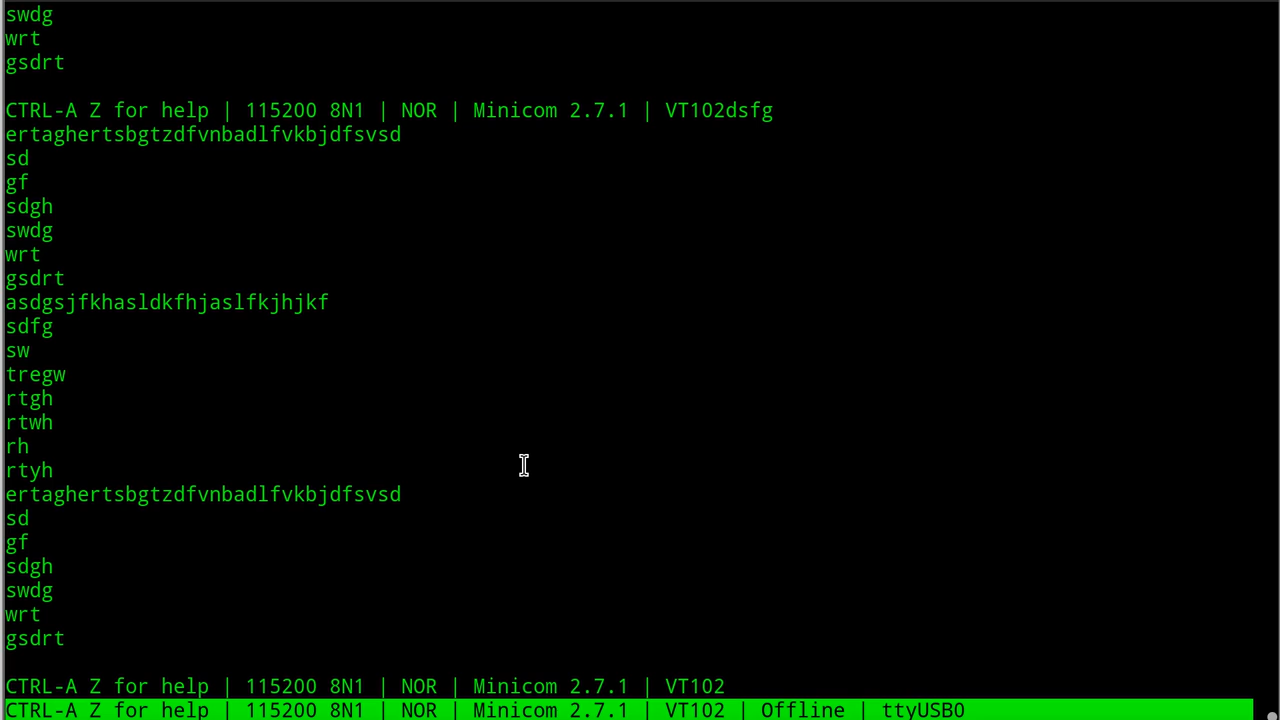 swdg
wrt
gsdrt
CTRL-A Z for help | 115200 8N1 | NOR | Minicom 2.7.1 | VT102dsfg
ertaghertsbgtzdfvnbadlfvkbjdfsvsd
sd
gf
sdgh
swdg
wrt
gsdrt
asdgsjfkhasldkfhjaslfkjhjkf
sdfg
sw
tregw
rtgh
rtwh
rh
rtyh
ertaghertsbgtzdfvnbadlfvkbjdfsvsd
sd
gf
sdgh
swdg
wrt
gsdrt
CTRL-A Z for help | 115200 8N1 | NOR | Minicom 2.7.1 | VT102
CTRL-A Z for help | 115200 8N1 | NOR | Minicom 2.7.1 | VT102 | Offline | ttyUSB0